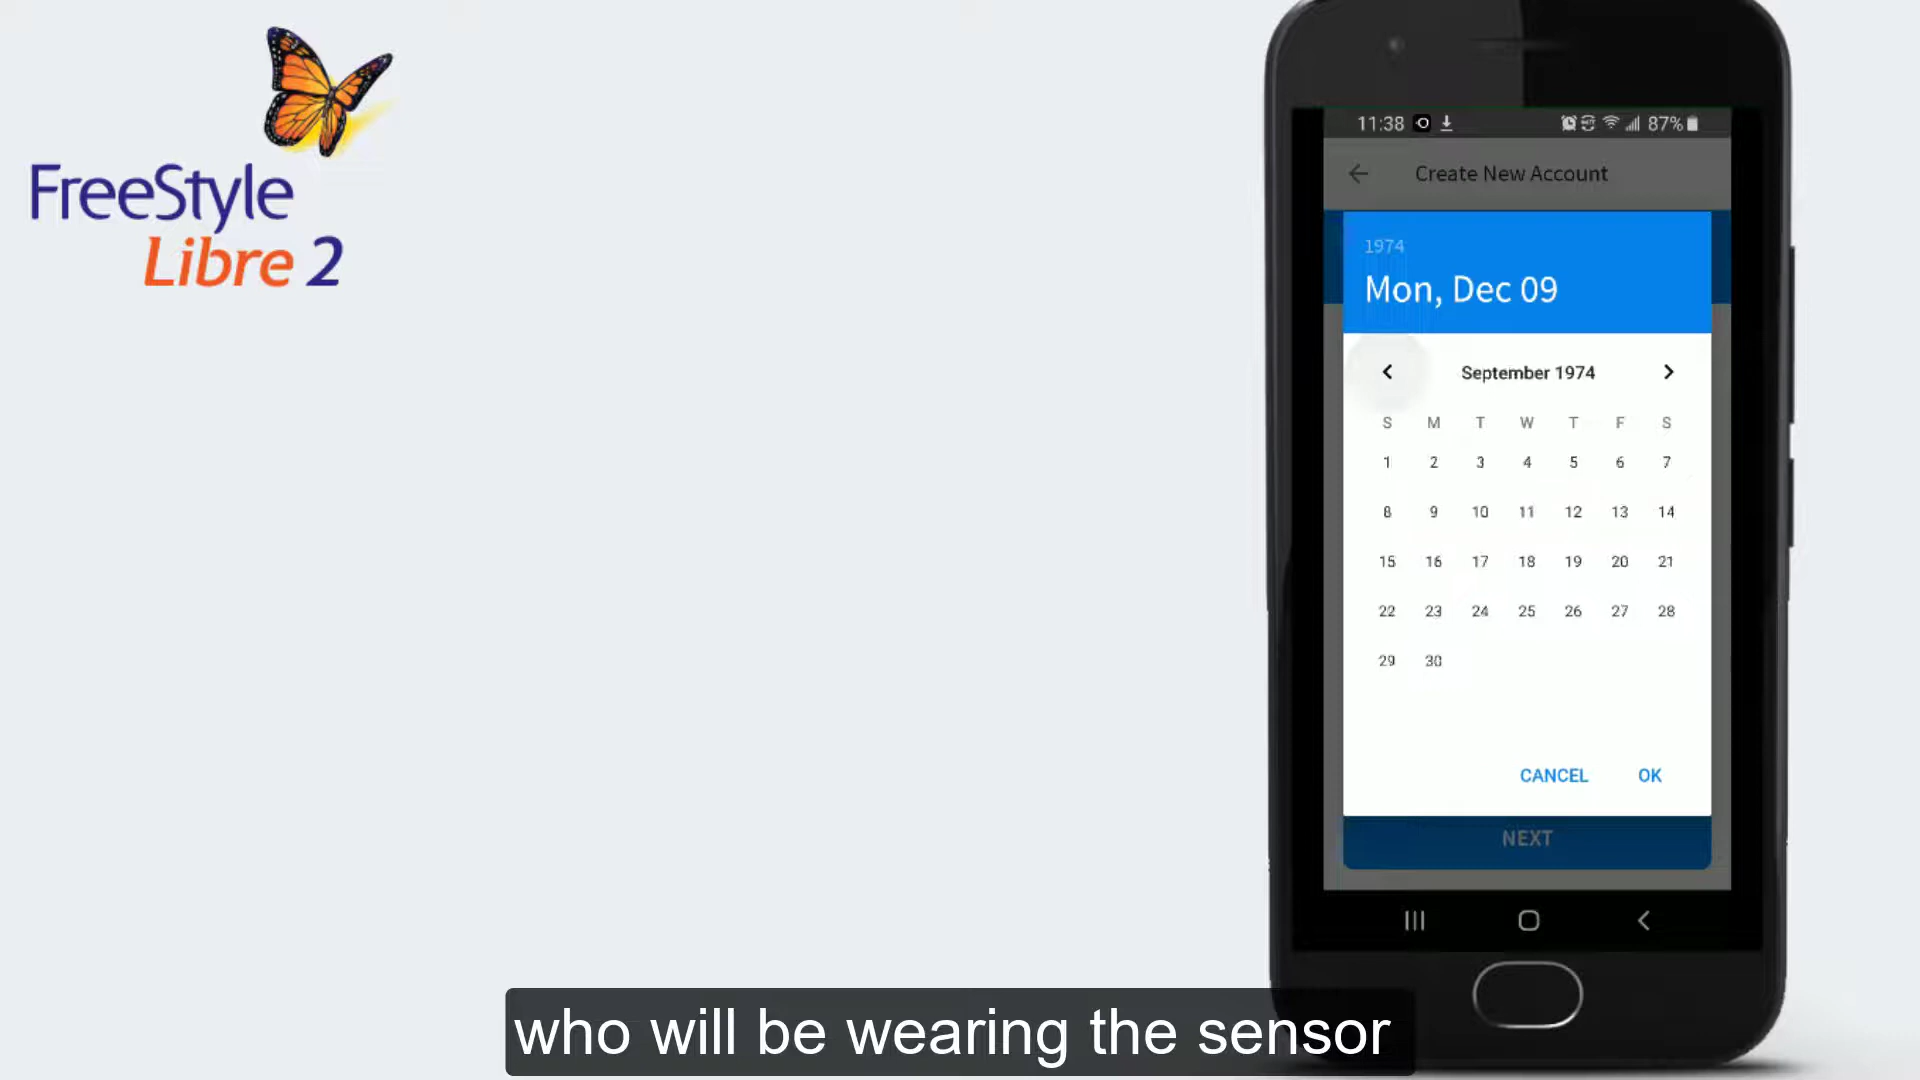 FreeStyle
Libre 2
11:38
87%
Create New Account
1974
Mon, Dec 09
September 1974
S M T W T F S
1 2 3 4 5 6 7
8 9 10 11 12 13 14
15 16 17 18 19 20 21
22 23 24 25 26 27 28
29 30
CANCEL OK
NEXT
who will be wearing the sensor